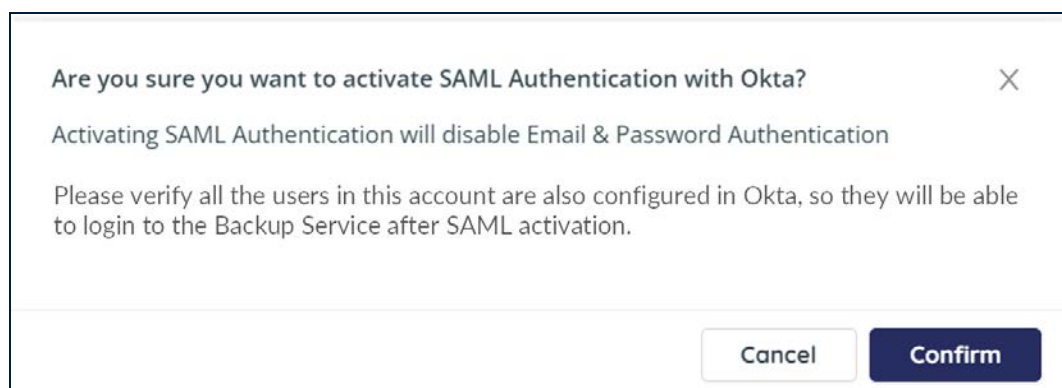 Are you sure you want to activate SAML Authentication with Okta?
Activating SAML Authentication will disable Email & Password Authentication
Please verify all the users in this account are also configured in Okta, so they will be able
to login to the Backup Service after SAML activation.
Cancel Confirm